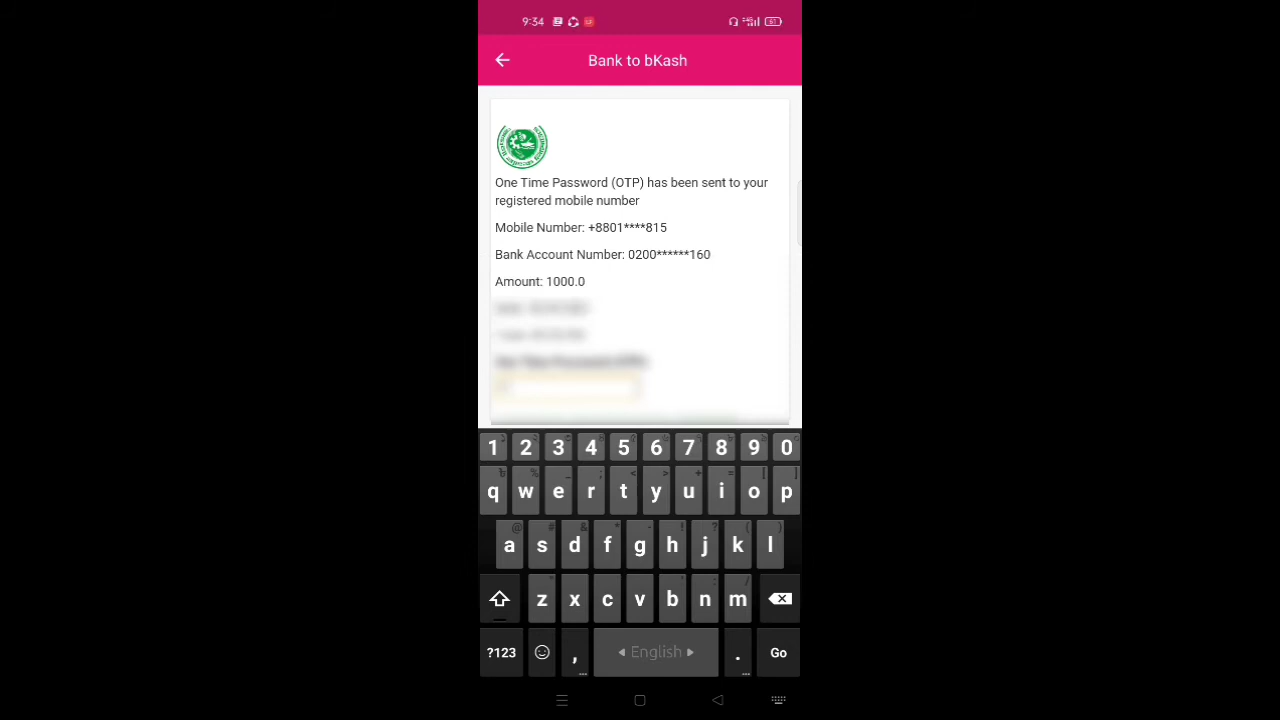 9:34
Bank to bKash
One Time Password (OTP) has been sent to your
registered mobile number
Mobile Number: +8801****815
Bank Account Number: 0200******160
Amount: 1000.0
1 2 3 4 5 6 7 8 9 0
q w e r t y u i o p
a s d f g h j k l
z x c v b n m
?123 , English . Go